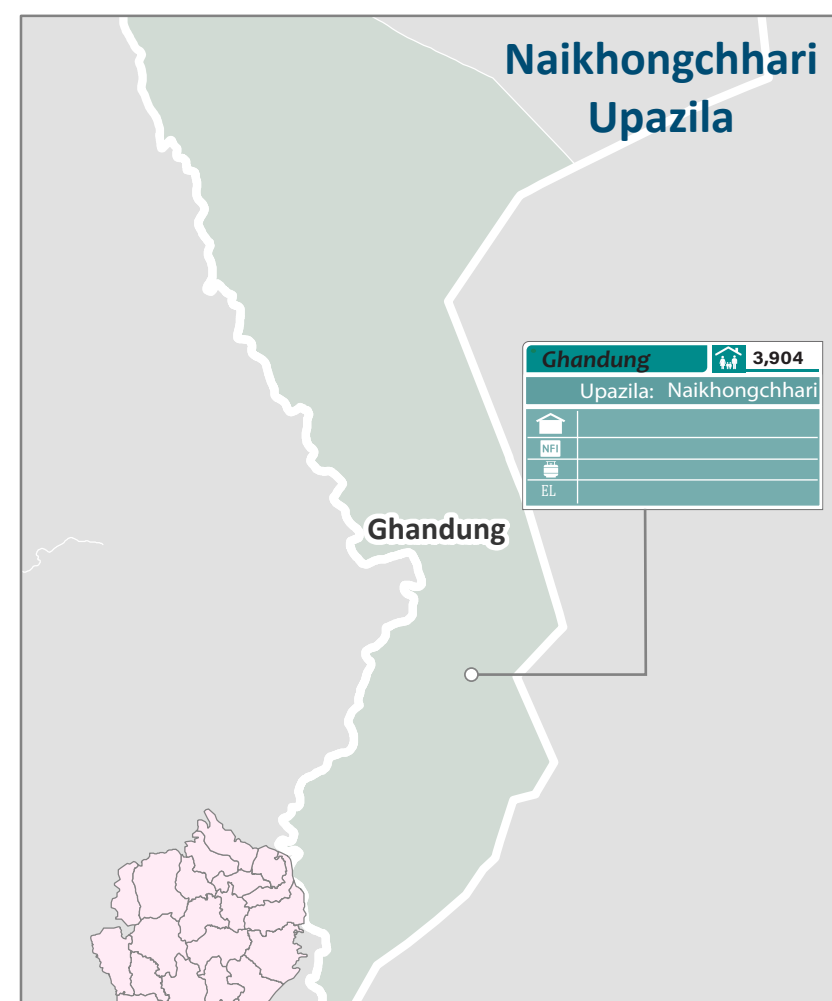 Naikhongchhari
Upazila
Ghandung 3,904
Upazila: Naikhongchhari
NFI
EL
Ghandung